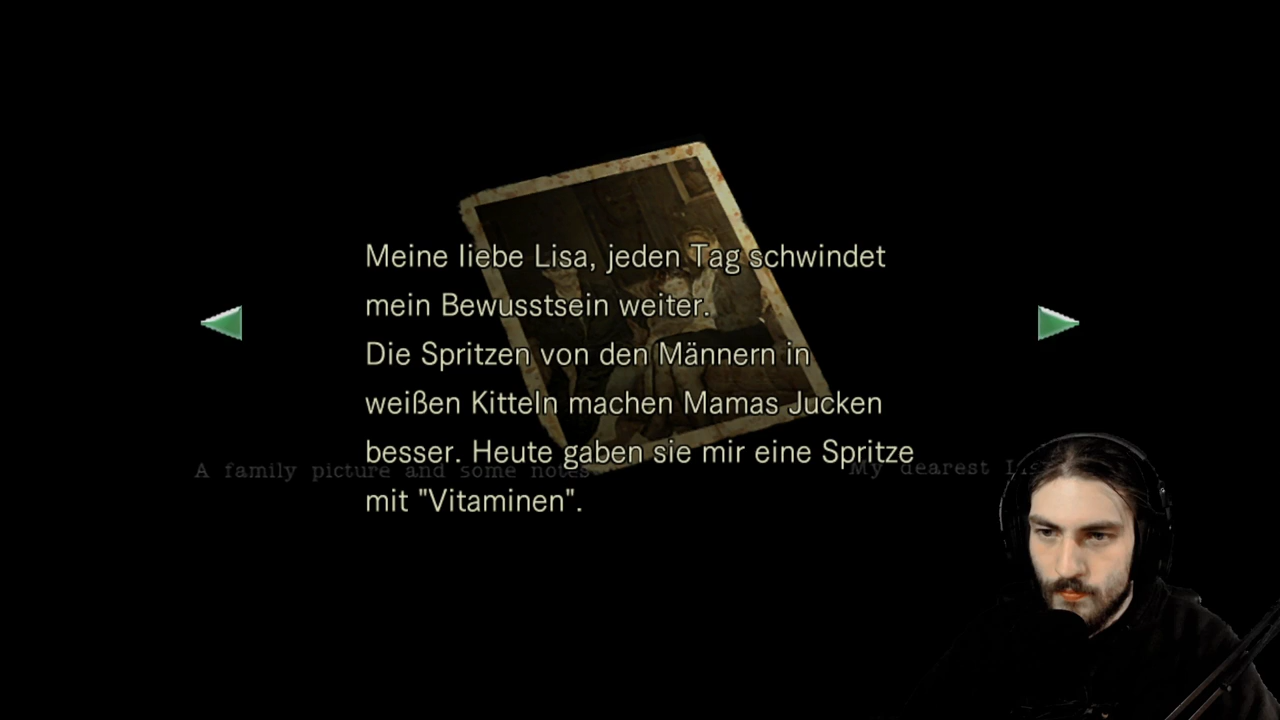 Meine liebe Lisa, jeden Tag schwindet
mein Bewusstsein weiter.
Die Spritzen von den Männern in
weißen Kitteln machen Mamas Jucken
besser. Heute gaben sie mir eine Spritze
mit "Vitaminen".
A family picture and some notes
My dearest